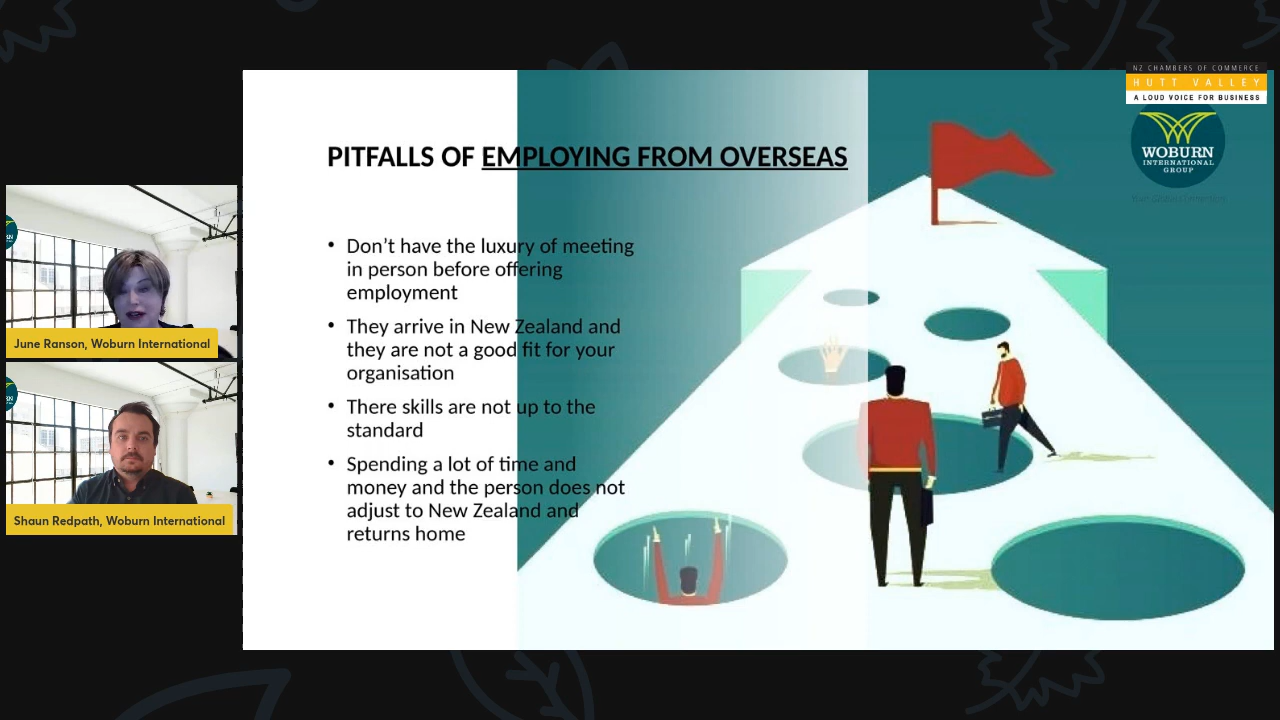 NZ CHAMBERS OF COMMERCE
HUTT VALLEY
A LOUD VOICE FOR BUSINESS
WOBURN
INTERNATIONAL
GROUP
PITFALLS OF EMPLOYING FROM OVERSEAS
• Don't have the luxury of meeting
in person before offering
employment
• They arrive in New Zealand and
they are not a good fit for your
organisation
• There skills are not up to the
standard
• Spending a lot of time and
money and the person does not
adjust to New Zealand and
returns home
June Ranson, Woburn International
Shaun Redpath, Woburn International